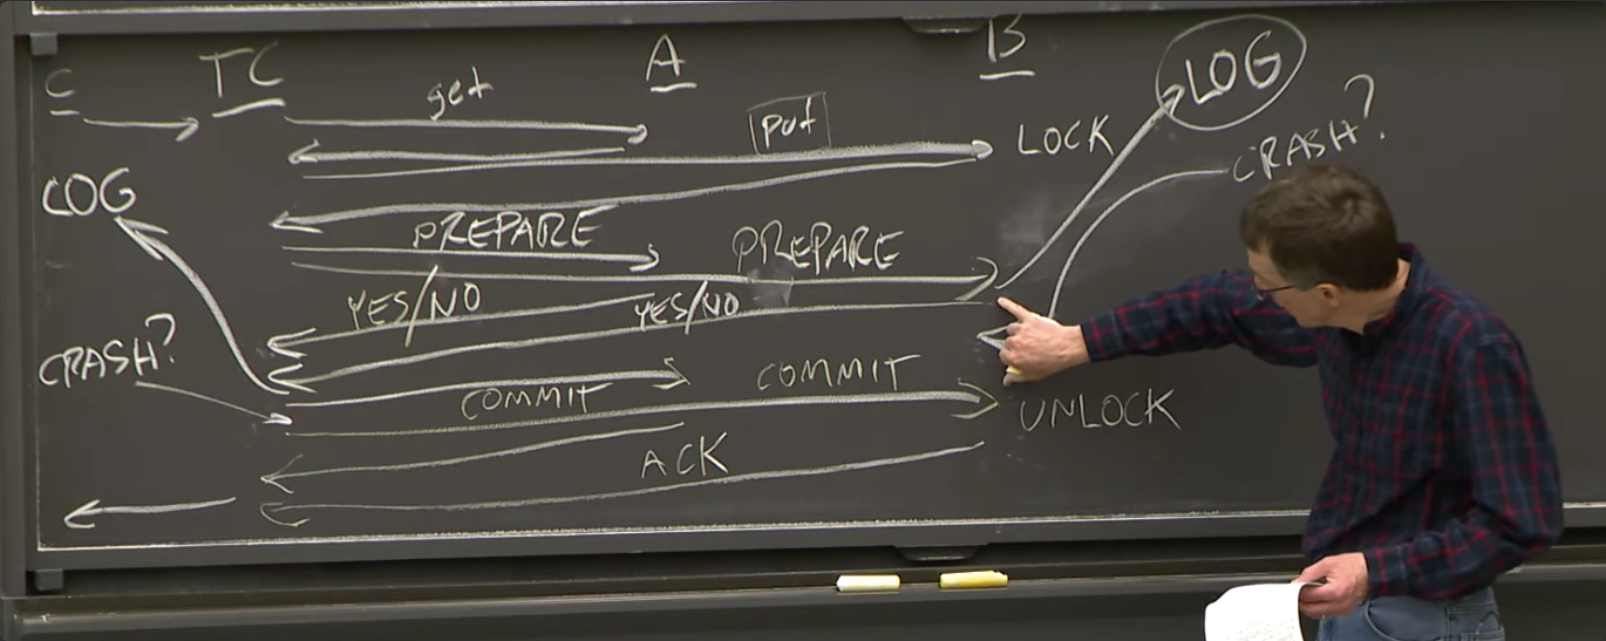 C
TC
get
A
put
B
LOCK
LOG
CRASH?
LOG
PREPARE
PREPARE
YES/NO
YES/NO
CRASH?
COMMIT
COMMIT
UNLOCK
ACK